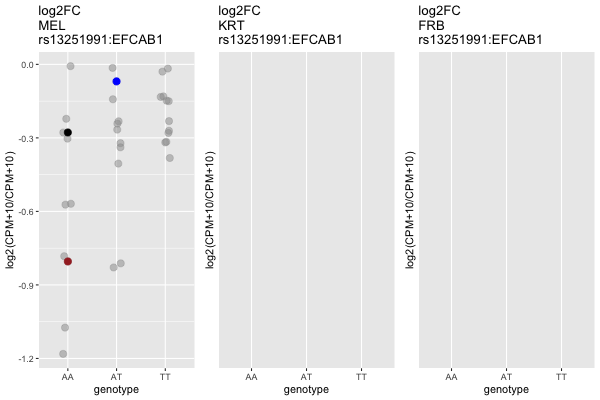 log2FC
MEL
rs13251991:EFCAB1
log2FC
KRT
rs13251991:EFCAB1
log2FC
FRB
rs13251991:EFCAB1
log2(CPM+10/CPM+10)
0.0
-0.3
-0.6
-0.9
-1.2
AA AT TT
genotype
log2(CPM+10/CPM+10)
AA AT TT
genotype
log2(CPM+10/CPM+10)
AA AT TT
genotype